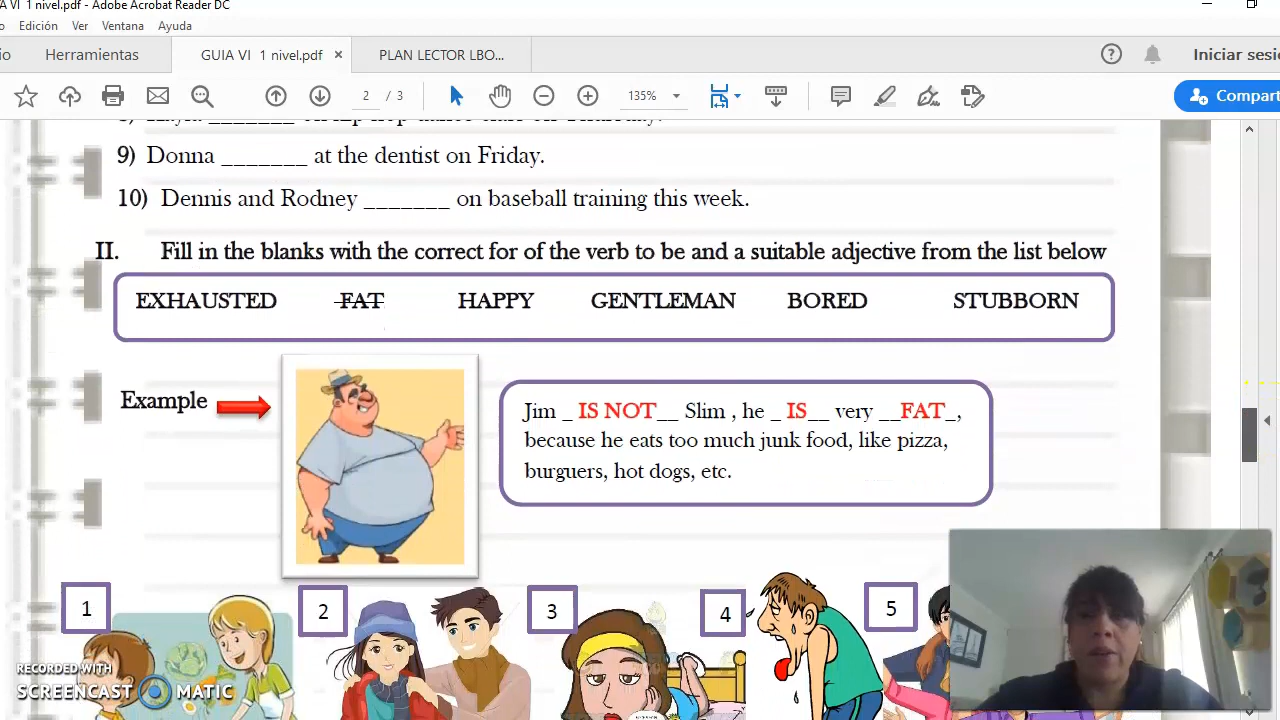 GUIA VI 1 nivel.pdf - Adobe Acrobat Reader DC
Edición Ver Ventana Ayuda
Herramientas GUIA VI 1 nivel.pdf × PLAN LECTOR LBO...
Iniciar sesi
2 / 3 135% Compart
9) Donna _______ at the dentist on Friday.
10) Dennis and Rodney _______ on baseball training this week.
II. Fill in the blanks with the correct for of the verb to be and a suitable adjective from the list below
EXHAUSTED FAT HAPPY GENTLEMAN BORED STUBBORN
Example
Jim _ IS NOT__ Slim , he _ IS__ very __FAT_,
because he eats too much junk food, like pizza,
burguers, hot dogs, etc.
1 2 3 4 5
RECORDED WITH
SCREENCAST MATIC